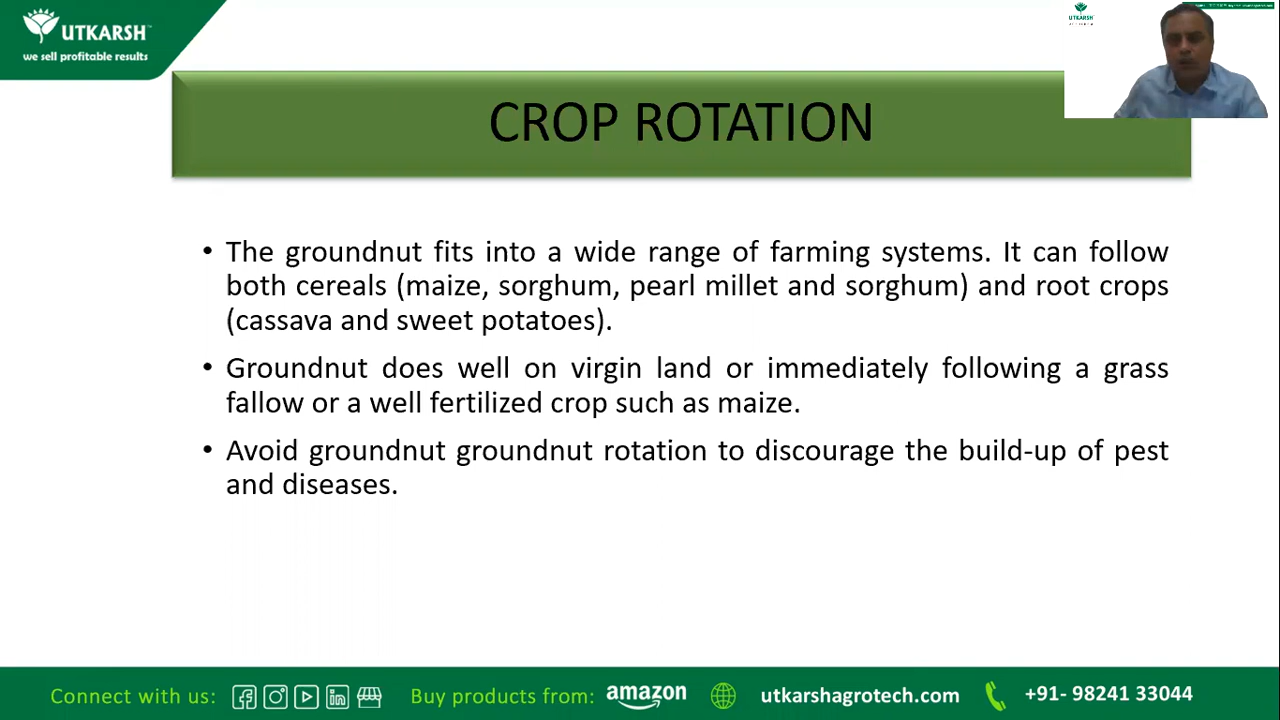 UTKARSH
we sell profitable results
UTKARSH
CROP ROTATION
• The groundnut fits into a wide range of farming systems. It can follow
both cereals (maize, sorghum, pearl millet and sorghum) and root crops
(cassava and sweet potatoes).
• Groundnut does well on virgin land or immediately following a grass
fallow or a well fertilized crop such as maize.
• Avoid groundnut groundnut rotation to discourage the build-up of pest
and diseases.
Connect with us: Buy products from: amazon utkarshagrotech.com +91- 98241 33044